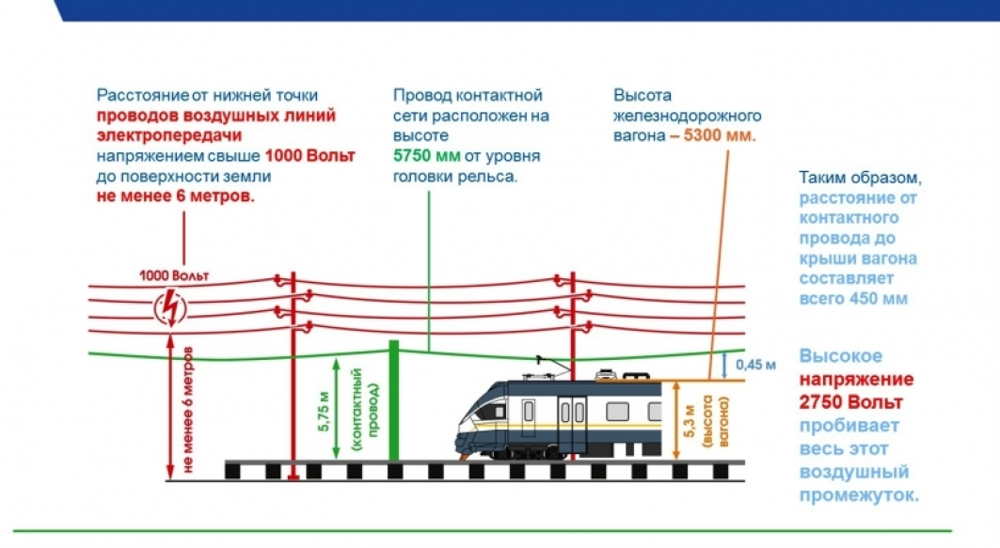 Расстояние от нижней точки
проводов воздушных линий
электропередачи
напряжением свыше 1000 Вольт
до поверхности земли
не менее 6 метров.
Провод контактной
сети расположен на
высоте
5750 мм от уровня
головки рельса.
Высота
железнодорожного
вагона – 5300 мм.
Таким образом,
расстояние от
контактного
провода до
крыши вагона
составляет
всего 450 мм
Высокое
напряжение
2750 Вольт
пробивает
весь этот
воздушный
промежуток.
1000 Вольт
не менее 6 метров
5,75 м
(контактный
провод)
5,3 м
(высота
вагона)
0,45 м